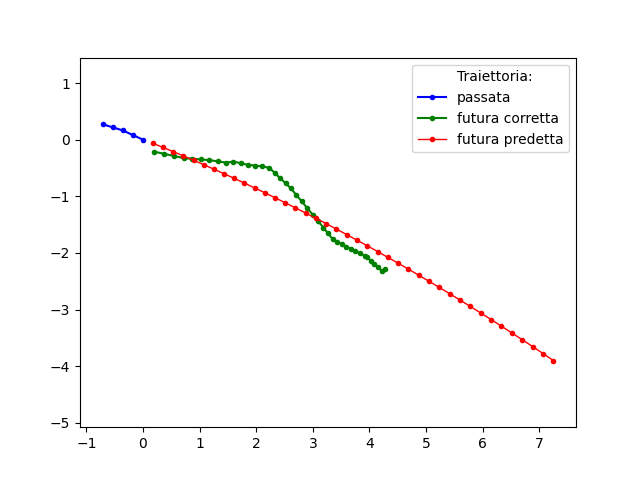 Traiettoria:
passata
futura corretta
futura predetta
1
0
−1
−2
−3
−4
−5
−1 0 1 2 3 4 5 6 7